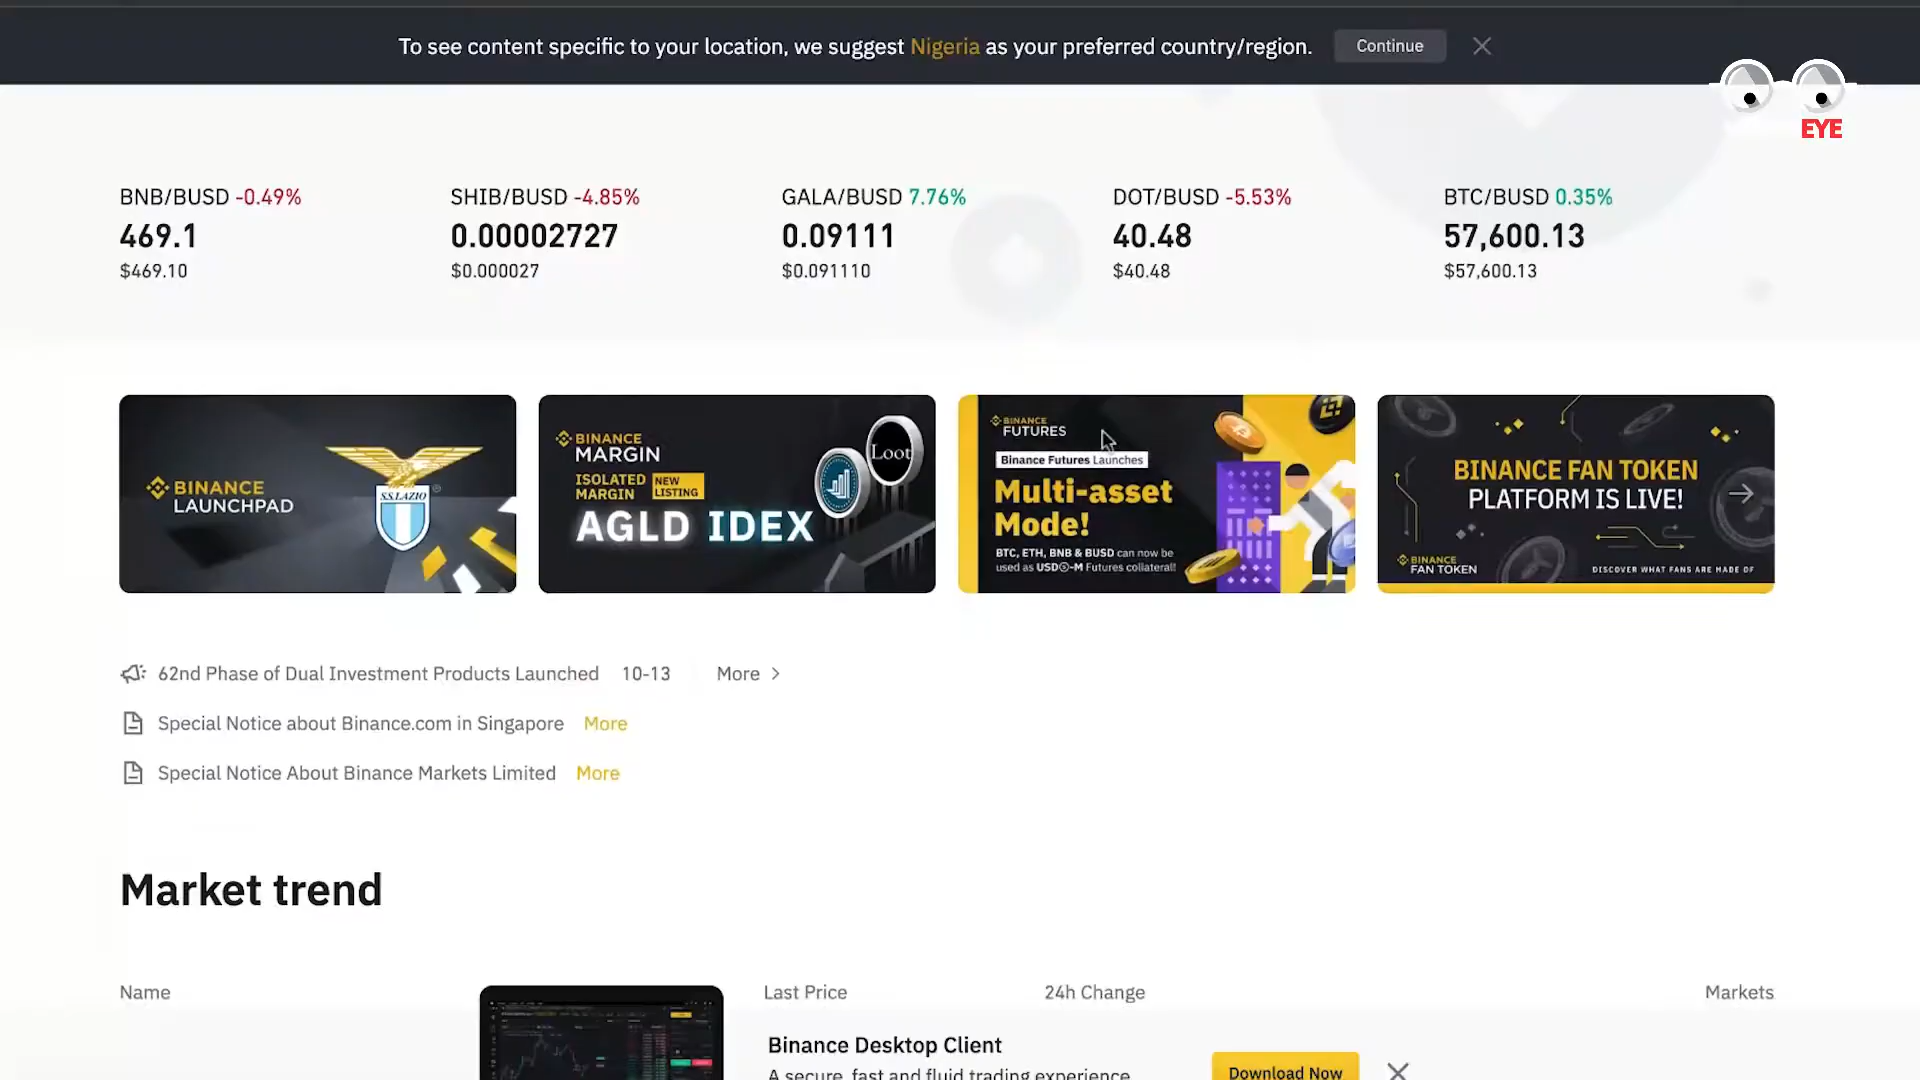 To see content specific to your location, we suggest Nigeria as your preferred country/region.
Continue
EYE
BNB/BUSD -0.49%
469.1
$469.10
SHIB/BUSD -4.85%
0.00002727
$0.000027
GALA/BUSD 7.76%
0.09111
$0.091110
DOT/BUSD -5.53%
40.48
$40.48
BTC/BUSD 0.35%
57,600.13
$57,600.13
BINANCE
LAUNCHPAD
S.S.LAZIO
BINANCE
MARGIN
ISOLATED
MARGIN
NEW
LISTING
AGLD IDEX
Loot
BINANCE
FUTURES
Binance Futures Launches
Multi-asset
Mode!
BTC, ETH, BNB & BUSD can now be
used as USDⓈ-M Futures collateral!
BINANCE FAN TOKEN
PLATFORM IS LIVE!
BINANCE
FAN TOKEN
DISCOVER WHAT FANS ARE MADE OF
62nd Phase of Dual Investment Products Launched 10-13 More
Special Notice about Binance.com in Singapore More
Special Notice About Binance Markets Limited More
Market trend
Name Last Price 24h Change Markets
Binance Desktop Client
A secure, fast and fluid trading experience
Download Now